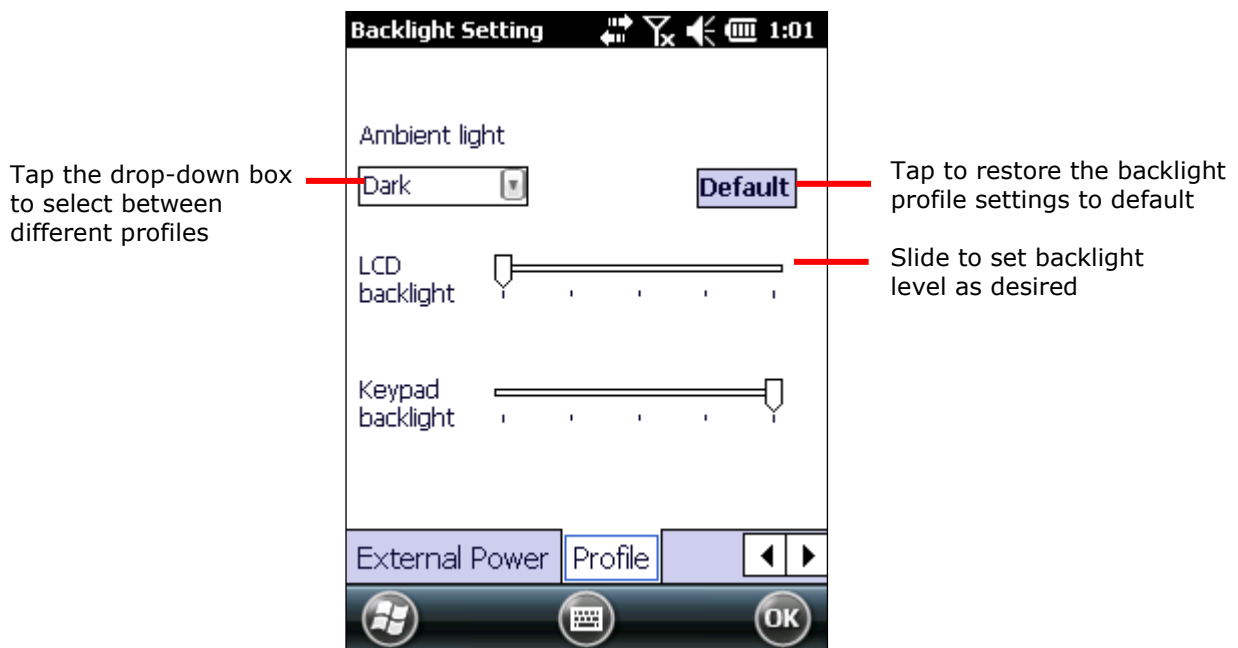 Backlight Setting 1:01
Ambient light
Tap the drop-down box
to select between
different profiles
Dark
Default
Tap to restore the backlight
profile settings to default
LCD
backlight
Slide to set backlight
level as desired
Keypad
backlight
External Power Profile
OK